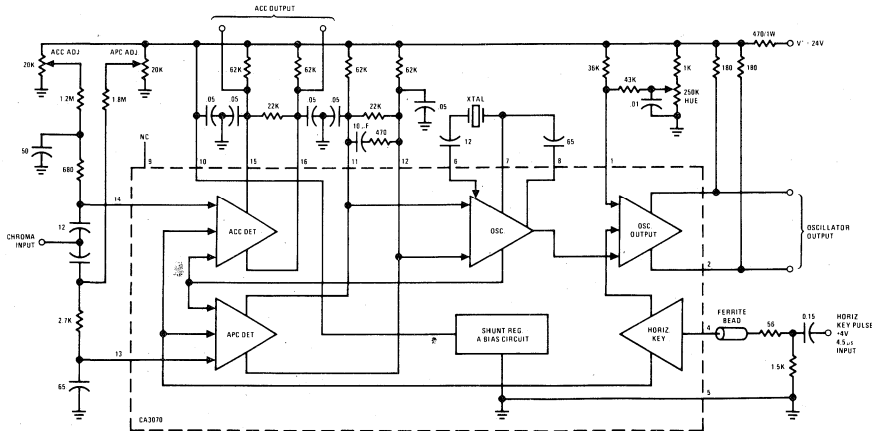 ACC OUTPUT
470/1W
V+ - 24V
ACC ADJ
APC ADJ
20K
20K
62K
62K
62K
62K
36K
1K
180
180
43K
250K
HUE
.01
1.2M
1.8M
.05
.05
22K
.05
.05
22K
.05
XTAL
10µF
470
12
65
50
NC
680
9
10
15
16
11
12
6
7
8
1
14
12
CHROMA
INPUT
ACC DET
OSC.
OSC.
OUTPUT
OSCILLATOR
OUTPUT
2
2.7K
APC DET
SHUNT REG.
A BIAS CIRCUIT
HORIZ
KEY
4
FERRITE
BEAD
56
0.15
HORIZ
KEY PULSE
+4V
4.5µs
INPUT
13
1.5K
65
5
CA3070